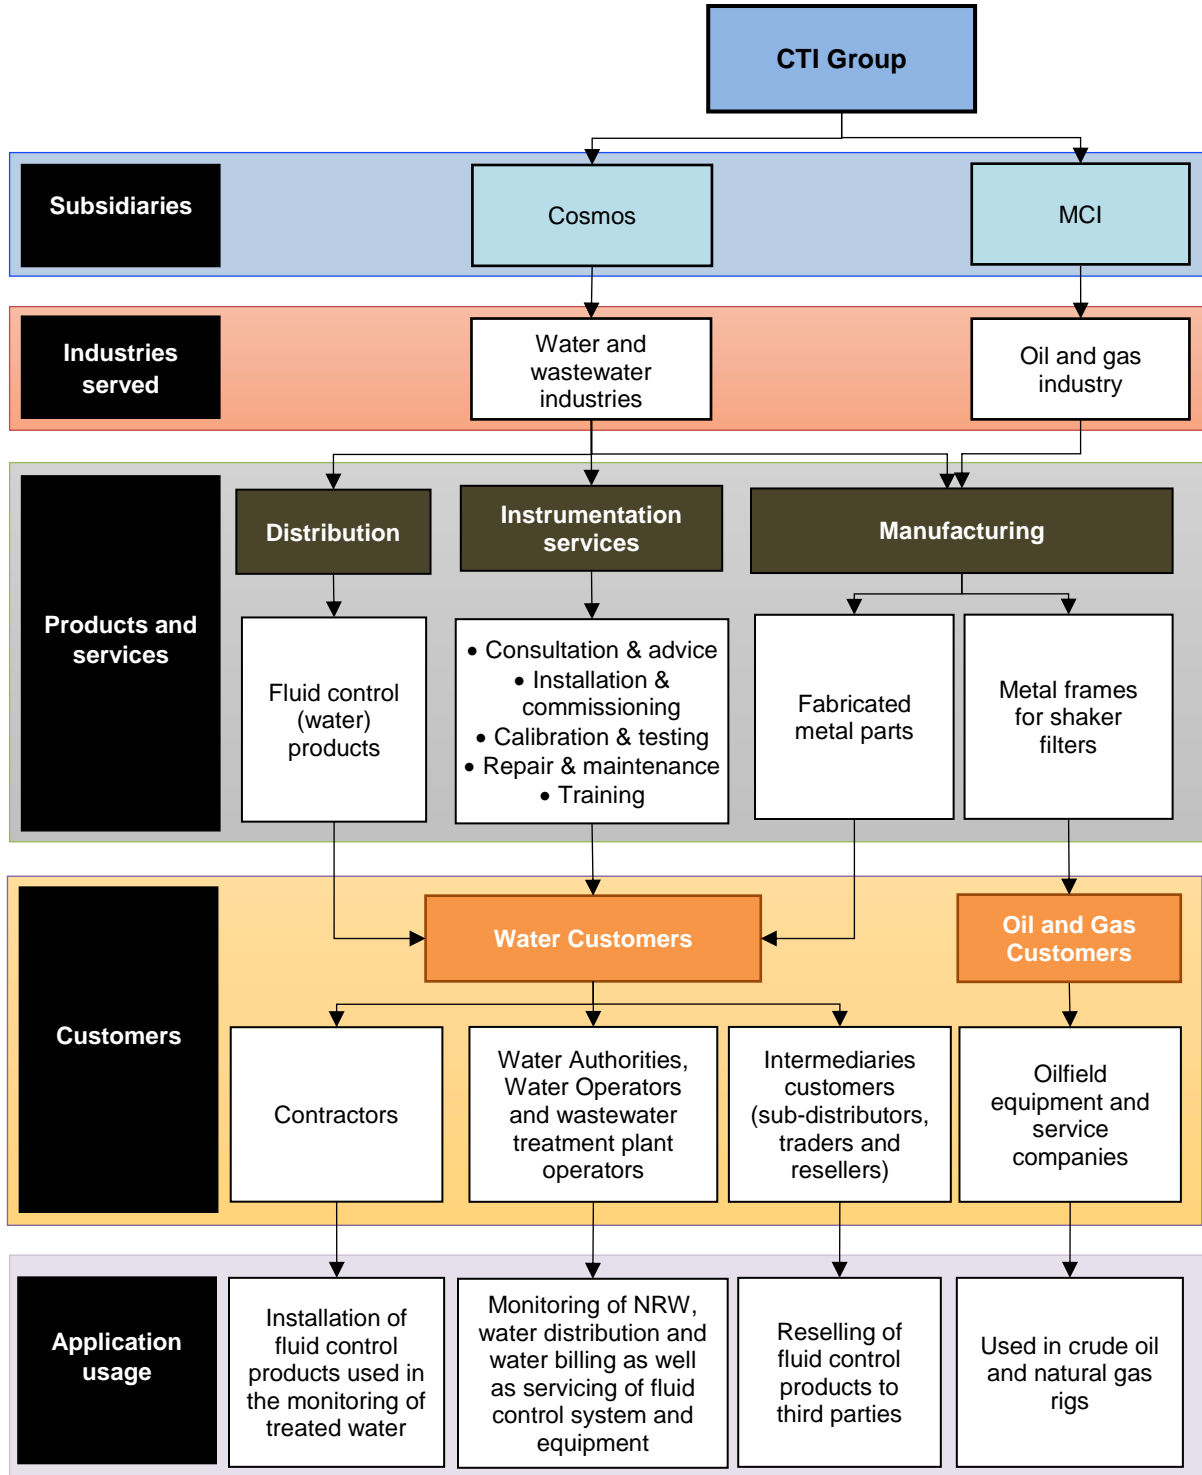 CTI Group
Subsidiaries
Cosmos
MCI
Industries
served
Water and
wastewater
industries
Oil and gas
industry
Products and
services
Distribution
Instrumentation
services
Manufacturing
Fluid control
(water)
products
• Consultation & advice
• Installation &
commissioning
• Calibration & testing
• Repair & maintenance
• Training
Fabricated
metal parts
Metal frames
for shaker
filters
Customers
Water Customers
Oil and Gas
Customers
Contractors
Water Authorities,
Water Operators
and wastewater
treatment plant
operators
Intermediaries
customers
(sub-distributors,
traders and
resellers)
Oilfield
equipment and
service
companies
Application
usage
Installation of
fluid control
products used in
the monitoring of
treated water
Monitoring of NRW,
water distribution and
water billing as well
as servicing of fluid
control system and
equipment
Reselling of
fluid control
products to
third parties
Used in crude oil
and natural gas
rigs